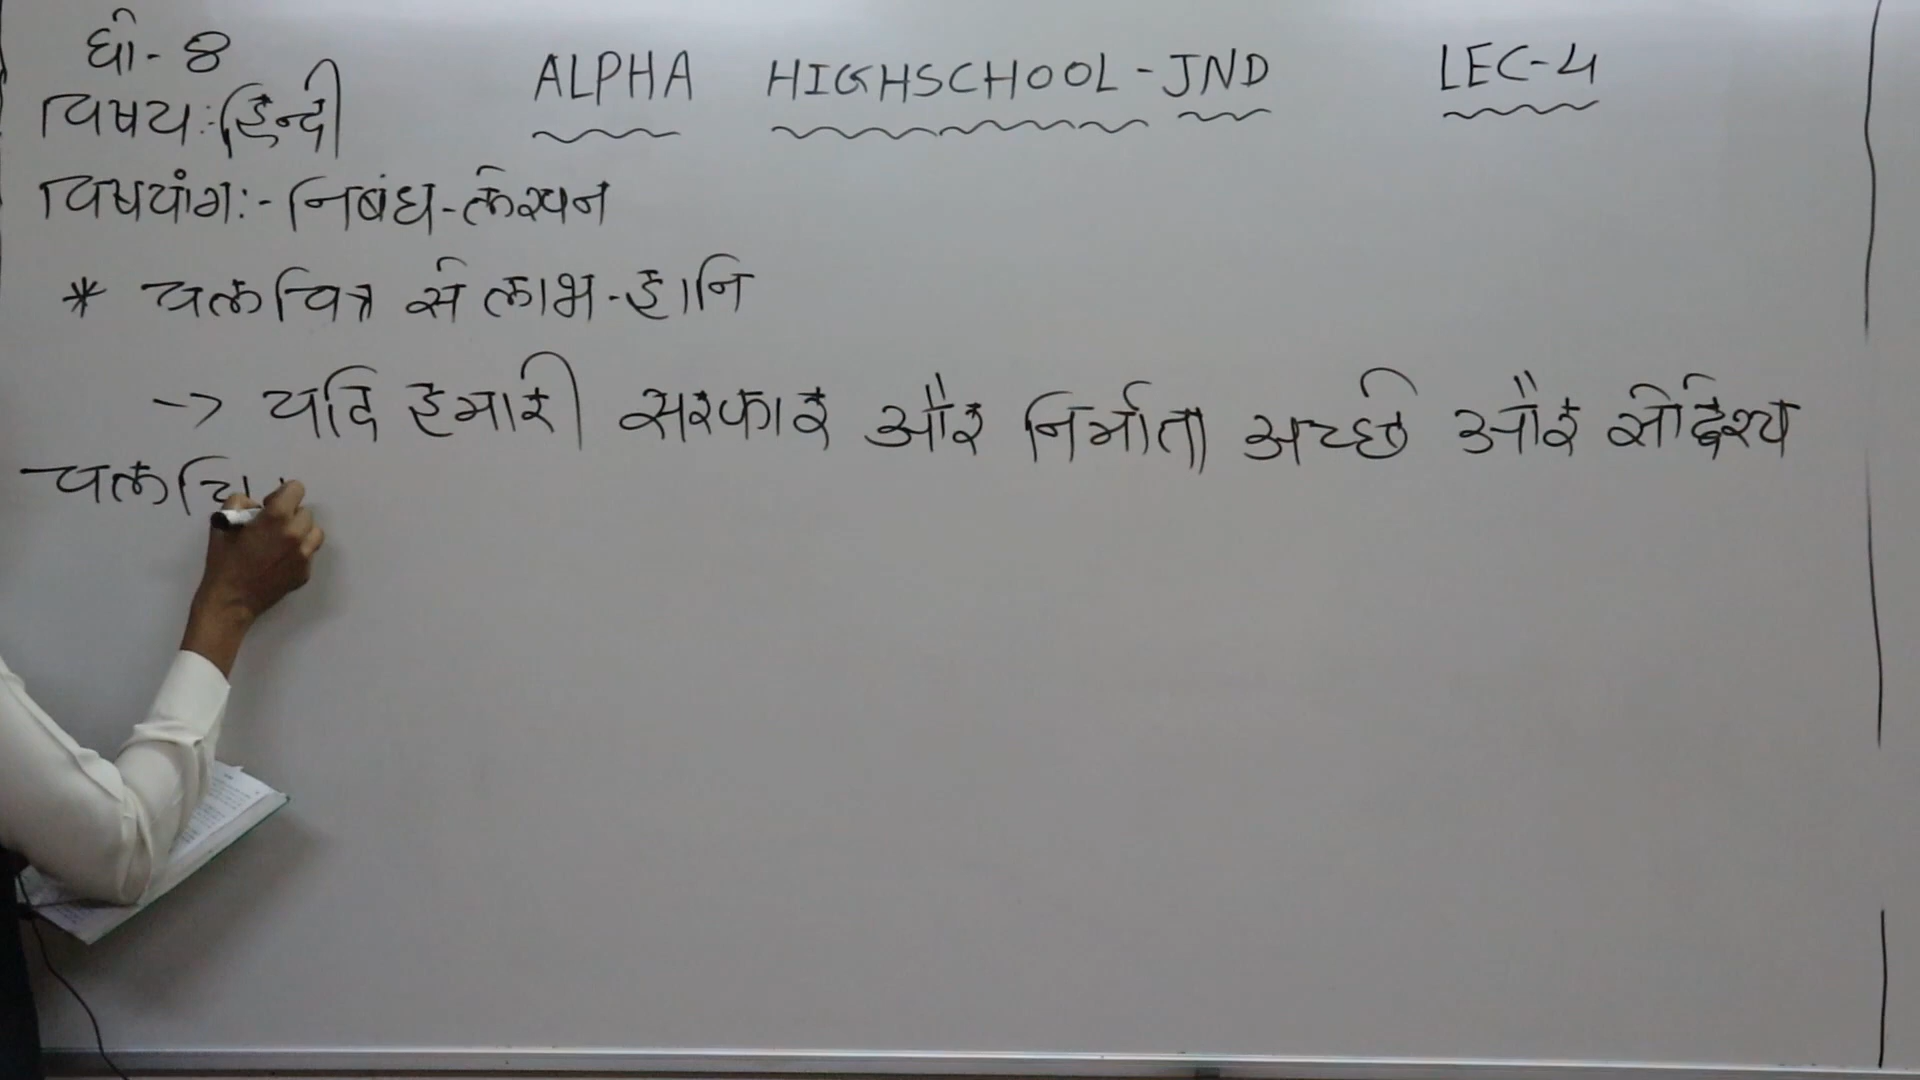 धो-8
विषय:-हिन्दी
ALPHA HIGHSCHOOL-JND
LEC-4
विषयांग:-निबंध-लेखन
* चलचित्र से लाभ-हानि
-> यदि हमारी सरकार और निर्माता अच्छे और सोद्देश्य